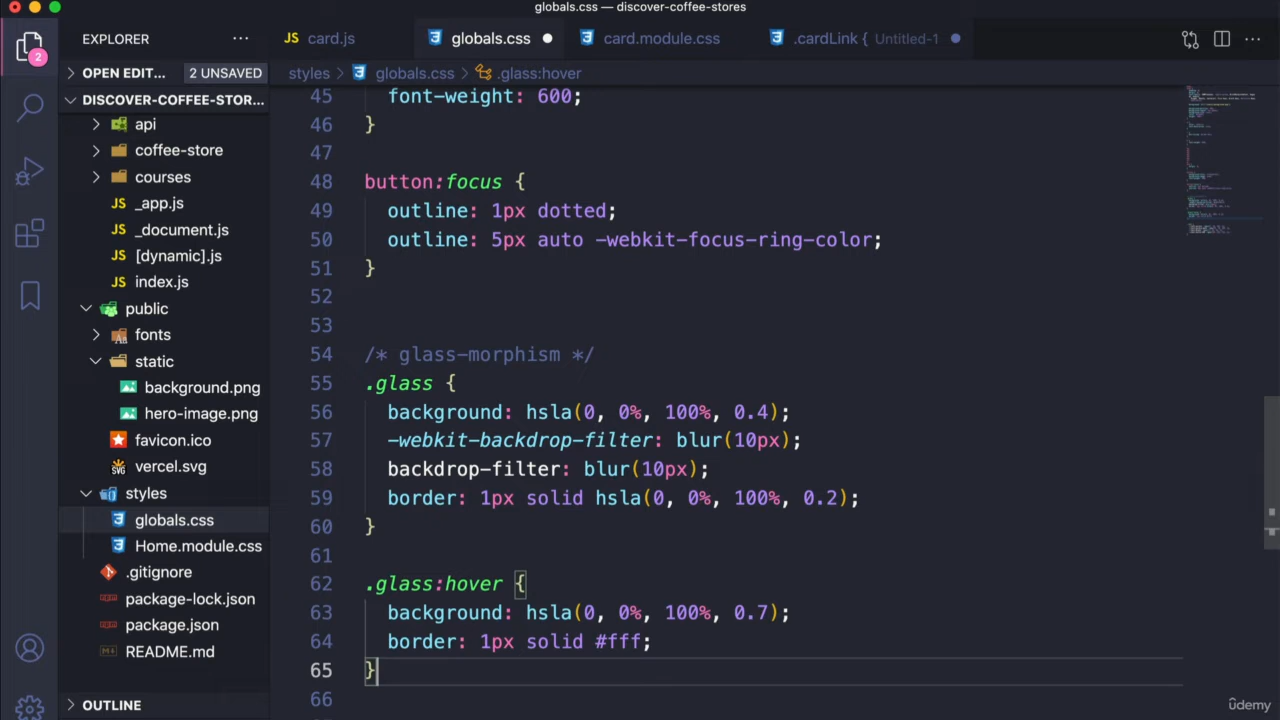 globals.css — discover-coffee-stores
EXPLORER
card.js
globals.css
card.module.css
.cardLink { Untitled-1
OPEN EDIT... 2 UNSAVED
styles > globals.css > .glass:hover
DISCOVER-COFFEE-STOR...
api
coffee-store
courses
_app.js
_document.js
[dynamic].js
index.js
public
fonts
static
background.png
hero-image.png
favicon.ico
vercel.svg
styles
globals.css
Home.module.css
.gitignore
package-lock.json
package.json
README.md
OUTLINE
2
45 font-weight: 600;
46 }
47
48 button:focus {
49 outline: 1px dotted;
50 outline: 5px auto -webkit-focus-ring-color;
51 }
52
53
54 /* glass-morphism */
55 .glass {
56 background: hsla(0, 0%, 100%, 0.4);
57 -webkit-backdrop-filter: blur(10px);
58 backdrop-filter: blur(10px);
59 border: 1px solid hsla(0, 0%, 100%, 0.2);
60 }
61
62 .glass:hover {
63 background: hsla(0, 0%, 100%, 0.7);
64 border: 1px solid #fff;
65 }
66
ûdemy